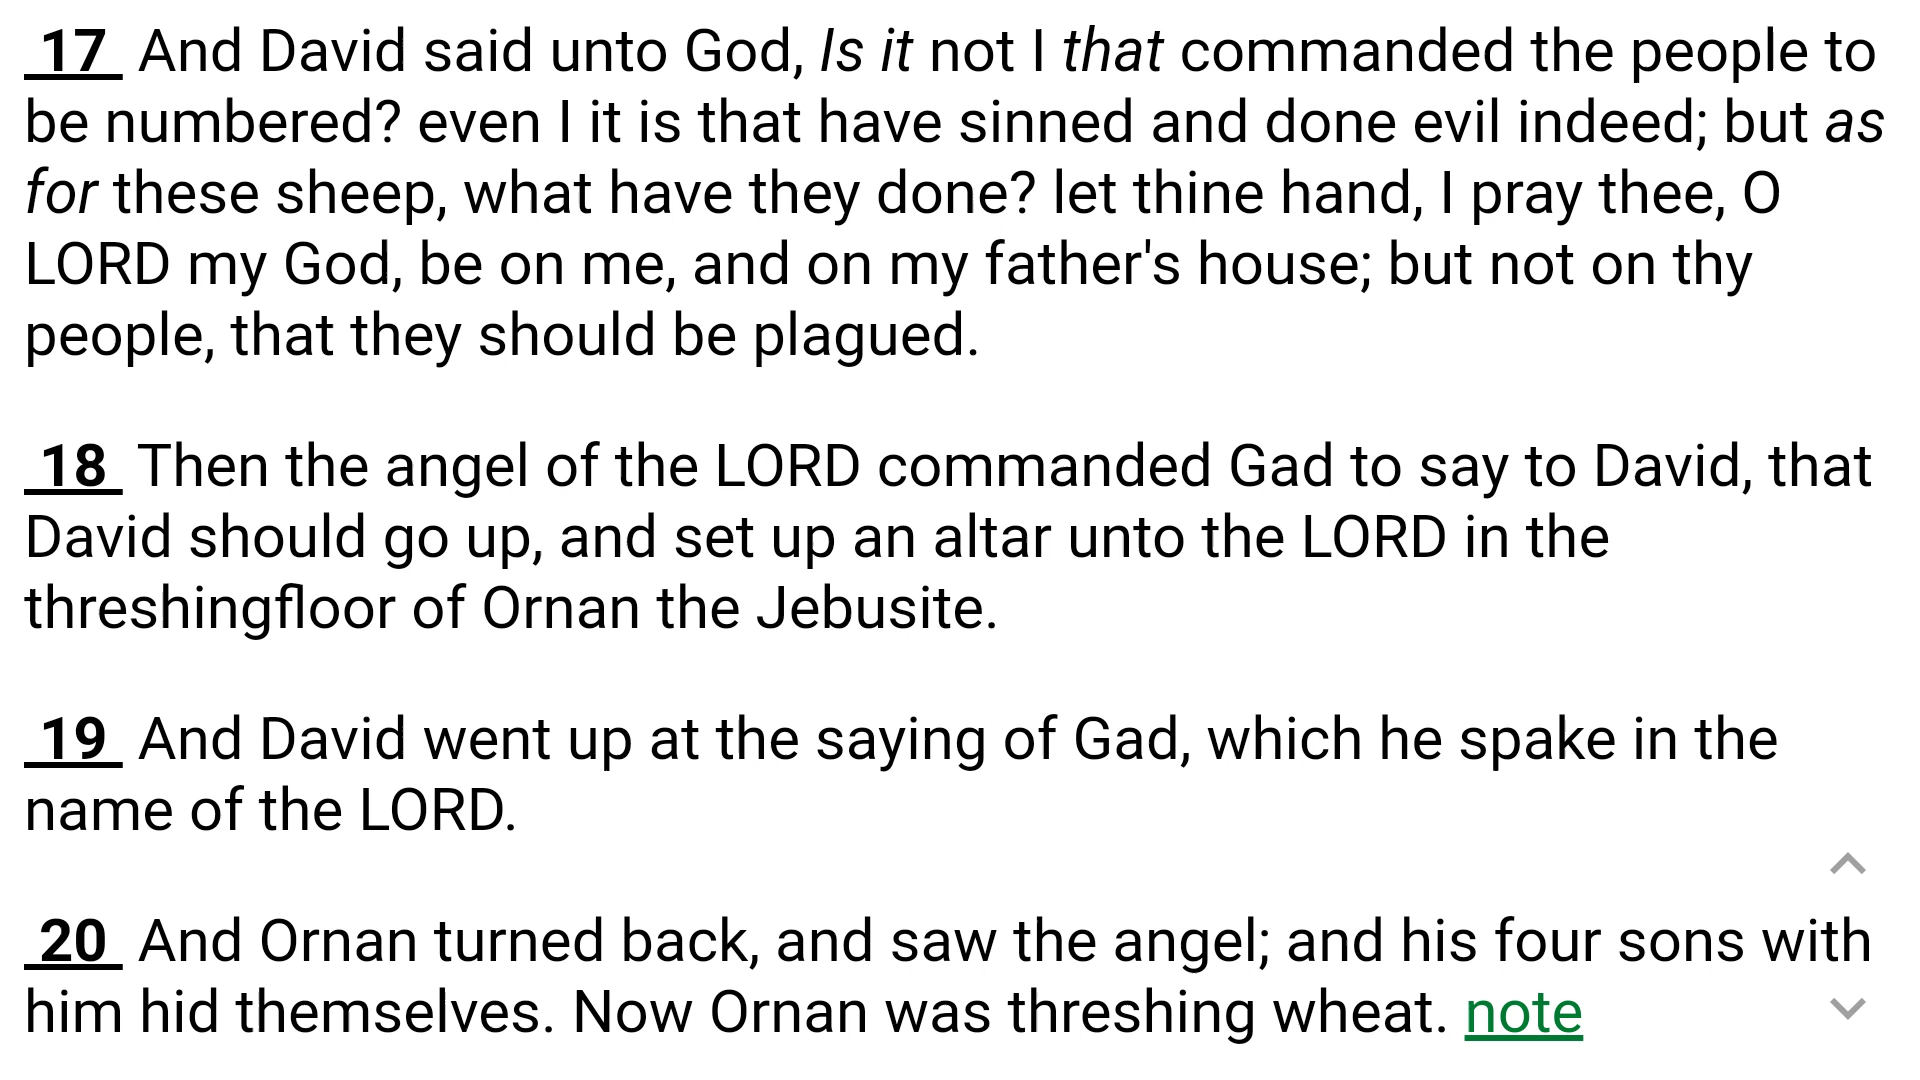 17 And David said unto God, Is it not I that commanded the people to
be numbered? even I it is that have sinned and done evil indeed; but as
for these sheep, what have they done? let thine hand, I pray thee, O
LORD my God, be on me, and on my father's house; but not on thy
people, that they should be plagued.
18 Then the angel of the LORD commanded Gad to say to David, that
David should go up, and set up an altar unto the LORD in the
threshingfloor of Ornan the Jebusite.
19 And David went up at the saying of Gad, which he spake in the
name of the LORD.
20 And Ornan turned back, and saw the angel; and his four sons with
him hid themselves. Now Ornan was threshing wheat. note